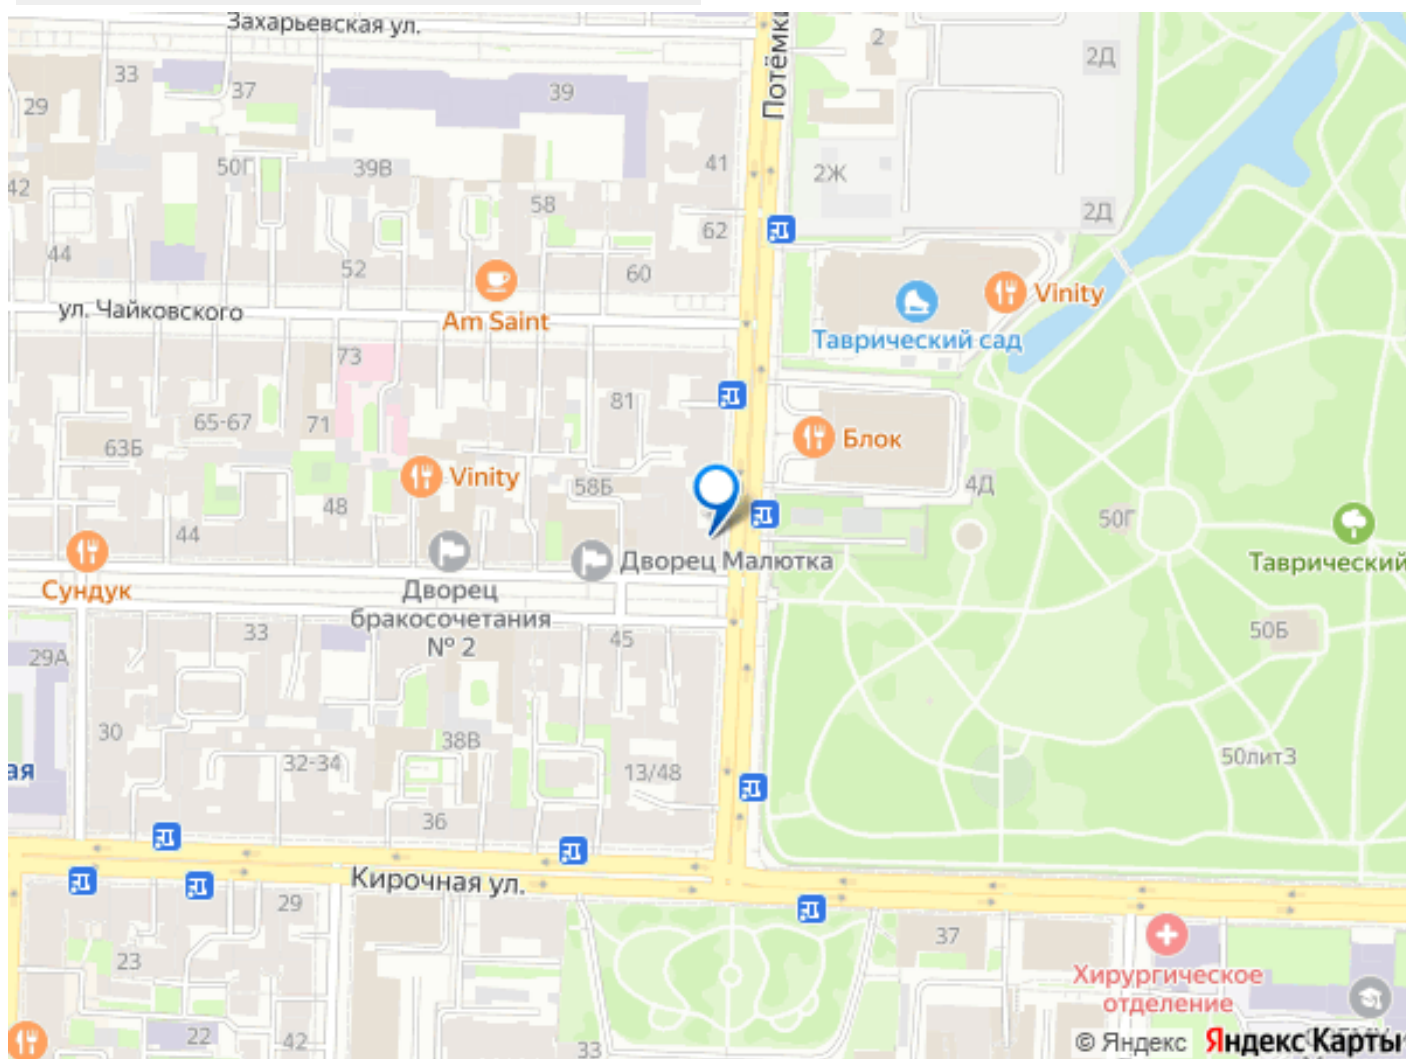 Захарьевская ул.
Потёмки
2
2Д
33
37
39
29
50Г
39В
41
2Ж
42
58
62
2Д
44
52
60
Vinity
ул. Чайковского
Am Saint
Таврический сад
73
65-67
71
81
63Б
Блок
Vinity
58Б
4Д
48
50Г
44
Дворец Малютка
Таврический
Сундук
Дворец
бракосочетания
№ 2
33
45
50Б
29А
30
38В
32-34
13/48
50лит3
ая
36
Кирочная ул.
29
37
23
Хирургическое
отделение
22
42
33
© Яндекс
Яндекс Карты